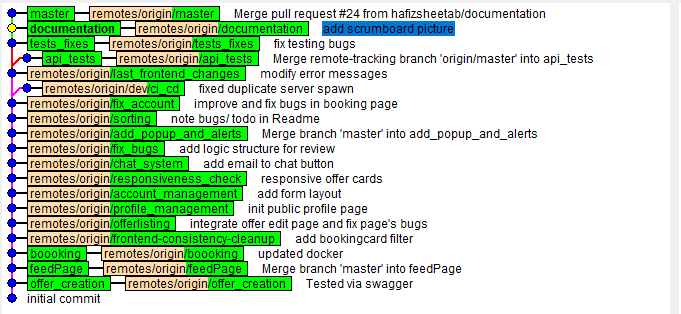 master remotes/origin/master Merge pull request #24 from hafizsheetab/documentation
documentation remotes/origin/documentation add scrumboard picture
tests_fixes remotes/origin/tests_fixes fix testing bugs
api_tests remotes/origin/api_tests Merge remote-tracking branch 'origin/master' into api_tests
remotes/origin/last_frontend_changes modify error messages
remotes/origin/dev/ci_cd fixed duplicate server spawn
remotes/origin/fix_account improve and fix bugs in booking page
remotes/origin/sorting note bugs/ todo in Readme
remotes/origin/add_popup_and_alerts Merge branch 'master' into add_popup_and_alerts
remotes/origin/fix_bugs add logic structure for review
remotes/origin/chat_system add email to chat button
remotes/origin/responsiveness_check responsive offer cards
remotes/origin/account_management add form layout
remotes/origin/profile_management init public profile page
remotes/origin/offerlisting integrate offer edit page and fix page's bugs
remotes/origin/frontend-consistency-cleanup add bookingcard filter
boooking remotes/origin/boooking updated docker
feedPage remotes/origin/feedPage Merge branch 'master' into feedPage
offer_creation remotes/origin/offer_creation Tested via swagger
initial commit